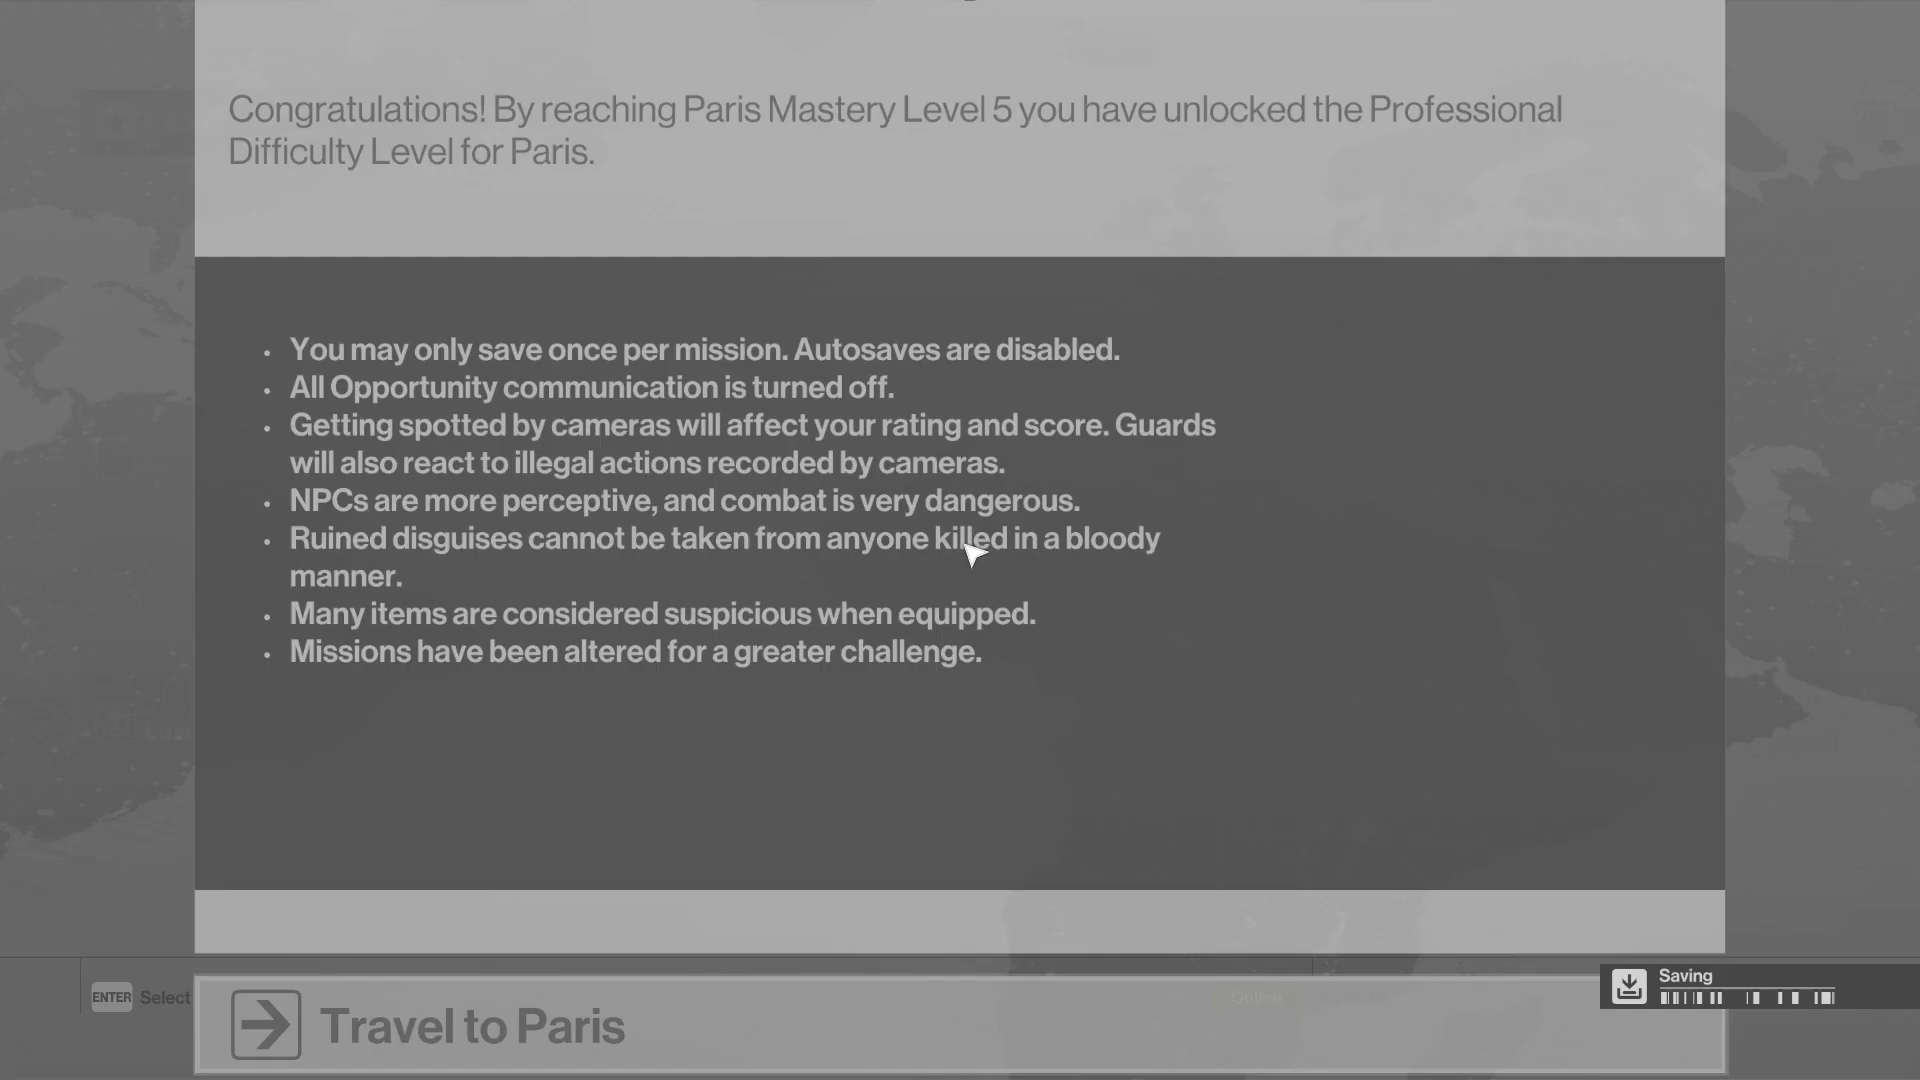 Congratulations! By reaching Paris Mastery Level 5 you have unlocked the Professional
Difficulty Level for Paris.
• You may only save once per mission. Autosaves are disabled.
• All Opportunity communication is turned off.
• Getting spotted by cameras will affect your rating and score. Guards
will also react to illegal actions recorded by cameras.
• NPCs are more perceptive, and combat is very dangerous.
• Ruined disguises cannot be taken from anyone killed in a bloody
manner.
• Many items are considered suspicious when equipped.
• Missions have been altered for a greater challenge.
ENTER Select
Online
Saving
Travel to Paris